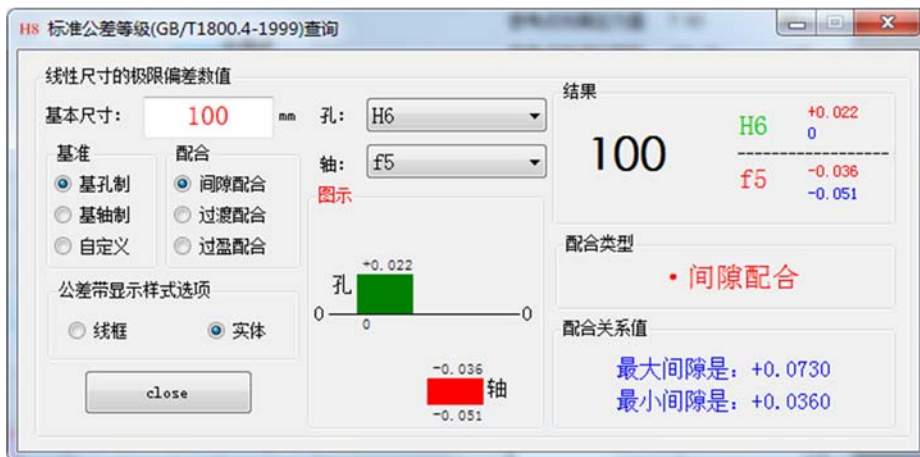 H8 标准公差等级(GB/T1800.4-1999)查询
线性尺寸的极限偏差数值
基本尺寸: 100 mm
孔: H6
轴: f5
基准
基孔制
基轴制
自定义
配合
间隙配合
过渡配合
过盈配合
公差带显示样式选项
线框
实体
close
图示
+0.022
孔
0
0
0
-0.036
轴
-0.051
结果
100
H6
+0.022
0
f5
-0.036
-0.051
配合类型
·间隙配合
配合关系值
最大间隙是: +0.0730
最小间隙是: +0.0360